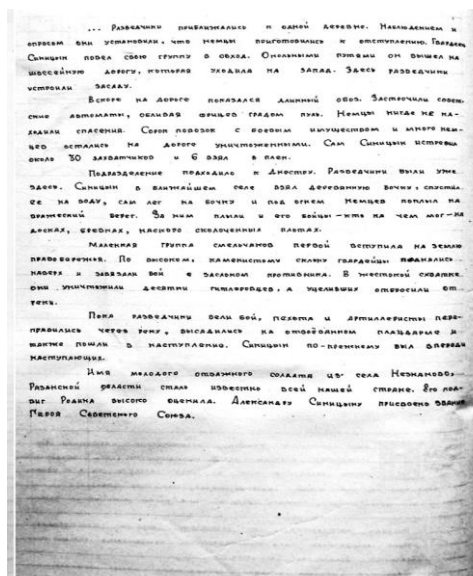 ... Разведчики приближались к одной деревне. Наблюдением и
опросом они установили, что немцы приготовились к отступлению. Гвардеец
Синицын повел свою группу в обход. Окольными путями он вышел на
шоссейную дорогу, которая уходила на запад. Здесь разведчики
устроили засаду.
Вскоре на дороге показался длинный обоз. Застрочили совет-
ские автоматы, обливая фрицев градом пуль. Немцы нигде не на-
ходили спасения. Сорок повозок с боевым имуществом и много нем-
цев остались на дороге уничтоженными. Сам Синицын истребил
около 30 захватчиков и 6 взял в плен.
Подразделение подходило к Днестру. Разведчики были уже
здесь. Синицын в ближайшем селе взял деревянную бочку, спустил
ее на воду, сам лег на бочку и под огнем немцев поплыл на
вражеский берег. За ним плыли и его бойцы – кто на чем мог – на
досках, бревнах, наскоро сколоченных плотах.
Маленькая группа смельчаков первой вступила на землю
правобережья. По высокому, каменистому склону гвардейцы поднялись
наверх и завязали бой с заслоном противника. В жестокой схватке
они уничтожили десятки гитлеровцев, а уцелевших отбросили от
реки.
Пока разведчики вели бой, пехота и артиллеристы пере-
правились через реку, высадились на отвоёванном плацдарме и
также пошли в наступление. Синицын по-прежнему был впереди
наступающих.
Имя молодого отважного солдата из села Незнаново,
Рязанской области стало известно всей нашей стране. Его под-
виг Родина высоко оценила. Александру Синицыну присвоено звание
Героя Советского Союза.